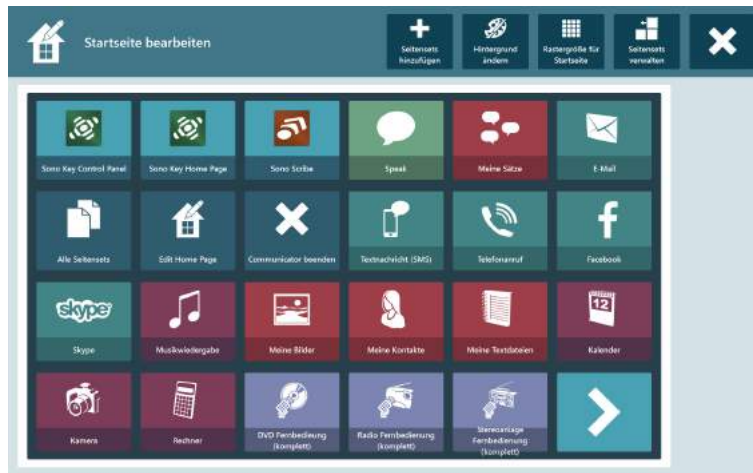 Startseite bearbeiten
Seitensets
hinzufügen
Hintergrund
ändern
Rastergröße für
Startseite
Seitensets
verwalten
Sono Key Control Panel
Sono Key Home Page
Sono Scribe
Speak
Meine Sätze
E-Mail
Alle Seitensets
Edit Home Page
Communicator beenden
Textnachricht (SMS)
Telefonanruf
f
Facebook
skype
Skype
Musikwiedergabe
Meine Bilder
Meine Kontakte
Meine Textdateien
12
Kalender
Kamera
Rechner
DVD Fernbedieung
(komplett)
Radio Fernbedienung
(komplett)
Stereoanlage
Fernbedienung
(komplett)